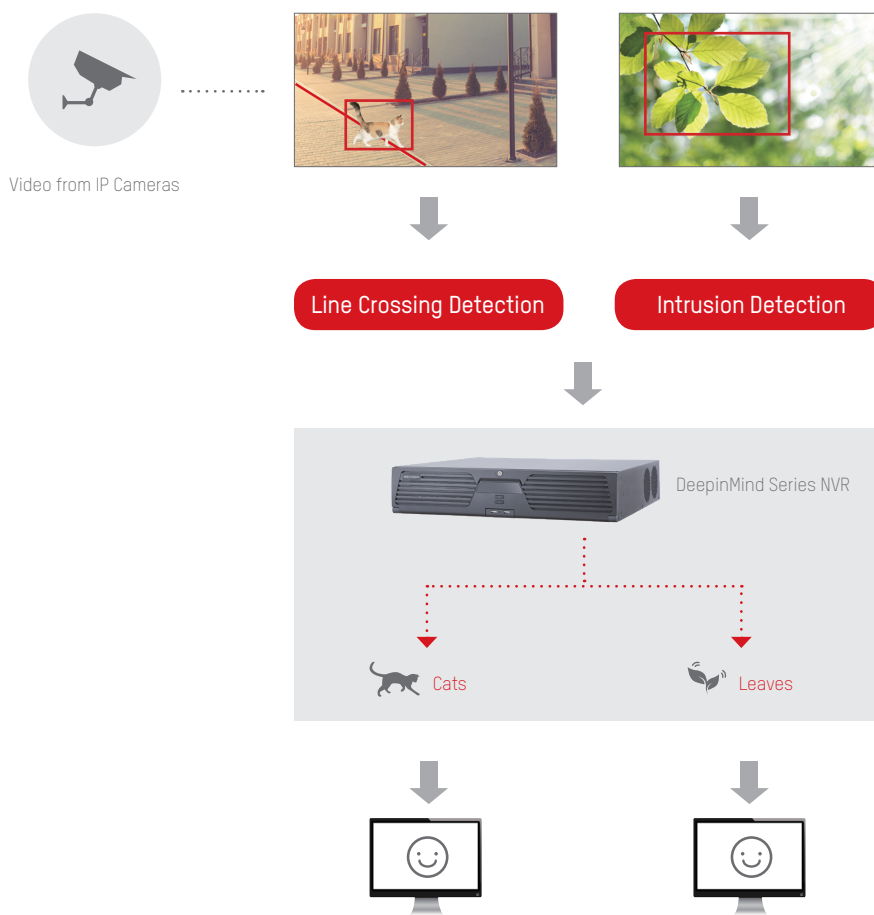 Video from IP Cameras
Line Crossing Detection
Intrusion Detection
DeepinMind Series NVR
Cats
Leaves